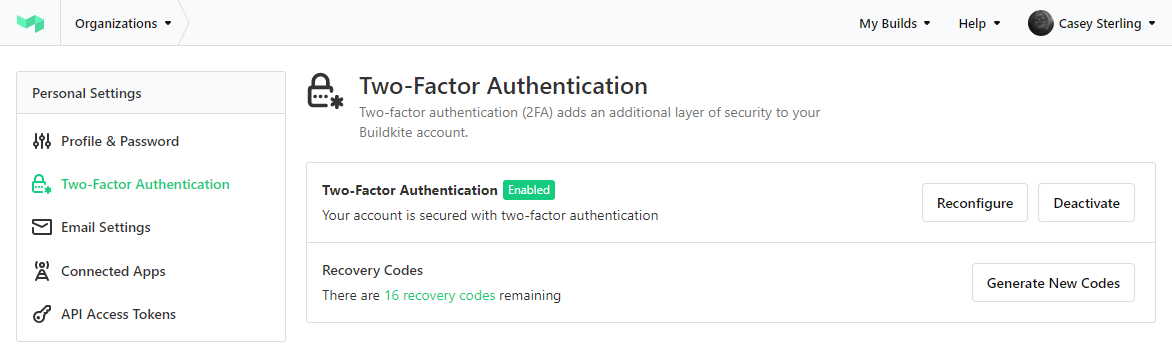 Organizations
My Builds
Help
Casey Sterling
Personal Settings
Profile & Password
Two-Factor Authentication
Email Settings
Connected Apps
API Access Tokens
Two-Factor Authentication
Two-factor authentication (2FA) adds an additional layer of security to your
Buildkite account.
Two-Factor Authentication Enabled
Your account is secured with two-factor authentication
Reconfigure
Deactivate
Recovery Codes
There are 16 recovery codes remaining
Generate New Codes